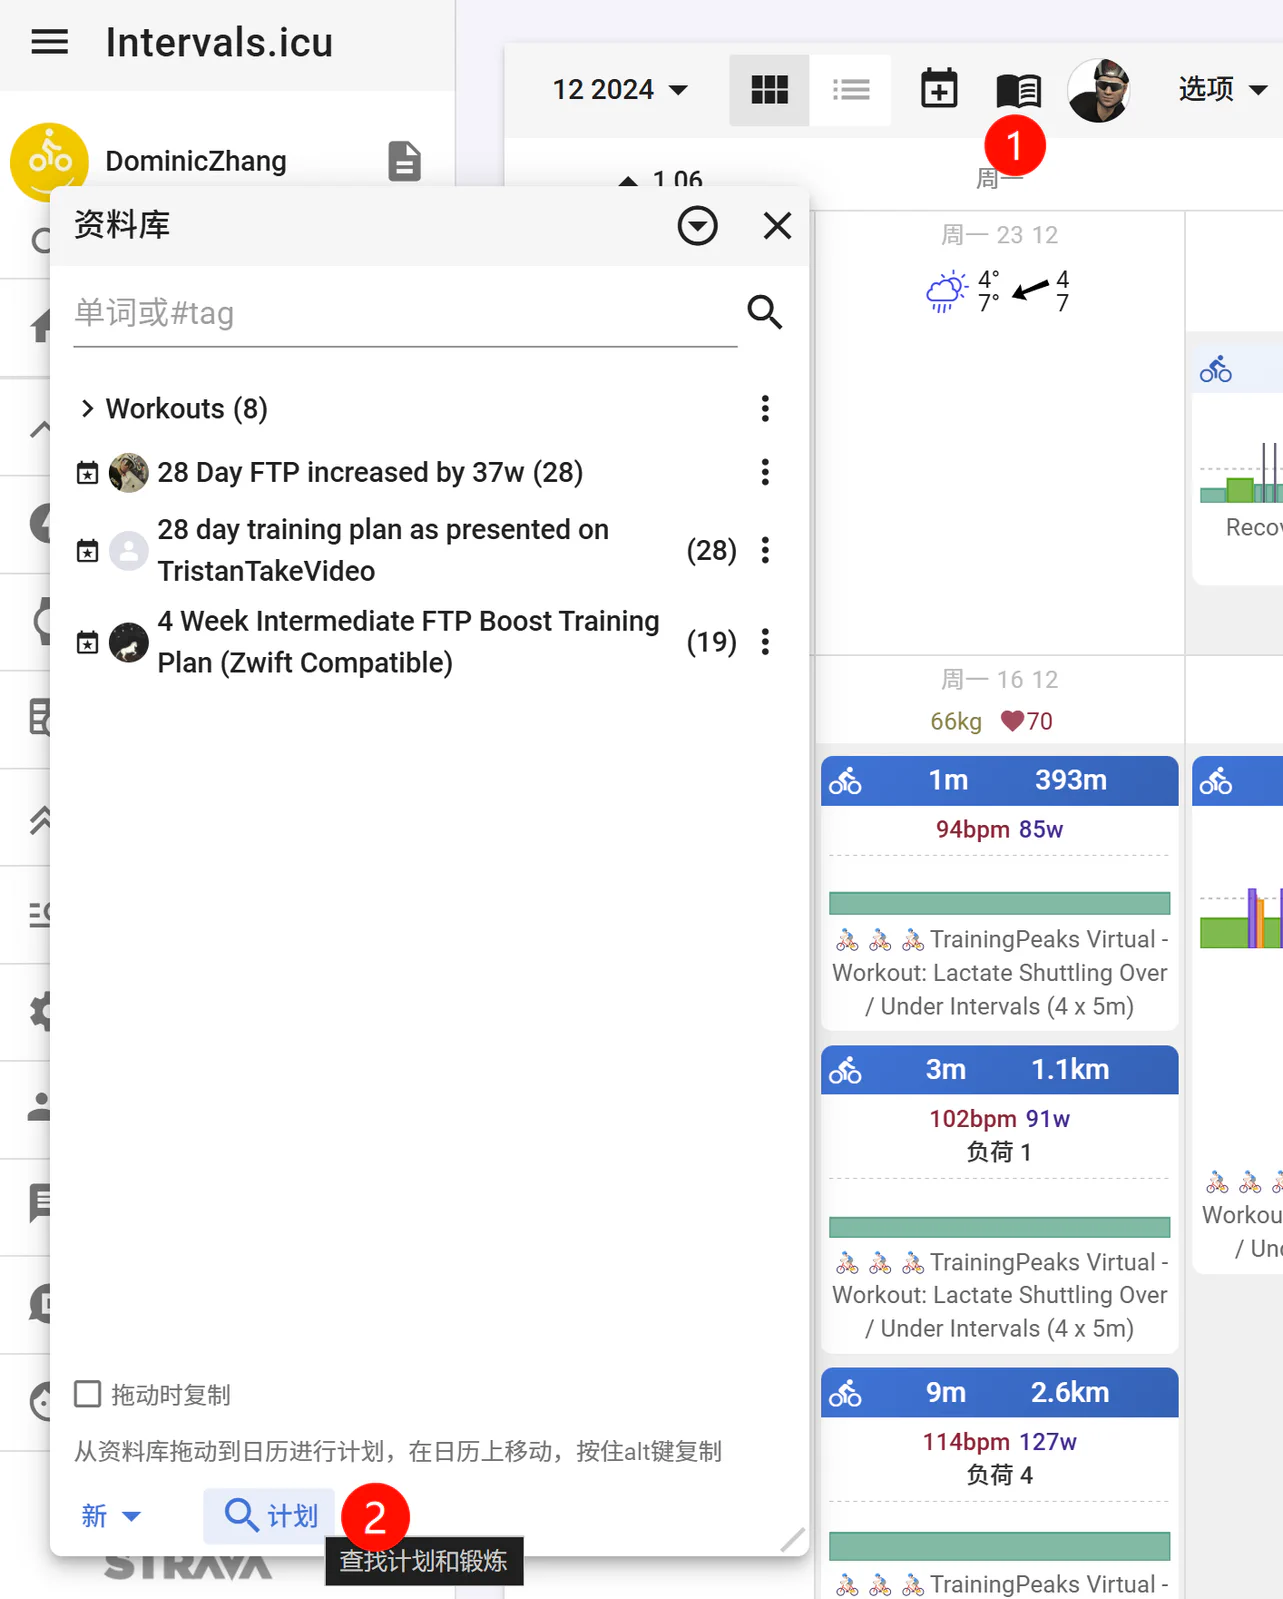 Intervals.icu
DominicZhang
12 2024
选项
1
1.06
周一
资料库
单词或#tag
Workouts (8)
28 Day FTP increased by 37w (28)
28 day training plan as presented on
TristanTakeVideo
(28)
4 Week Intermediate FTP Boost Training
Plan (Zwift Compatible)
(19)
拖动时复制
从资料库拖动到日历进行计划，在日历上移动，按住alt键复制
新
计划
2
查找计划和锻炼
STRAVA
周一 23 12
4°
7°
4
7
周一 16 12
66kg
70
1m 393m
94bpm 85w
TrainingPeaks Virtual -
Workout: Lactate Shuttling Over
/ Under Intervals (4 x 5m)
3m 1.1km
102bpm 91w
负荷 1
TrainingPeaks Virtual -
Workout: Lactate Shuttling Over
/ Under Intervals (4 x 5m)
9m 2.6km
114bpm 127w
负荷 4
TrainingPeaks Virtual -
Reco
Workou
/ Un